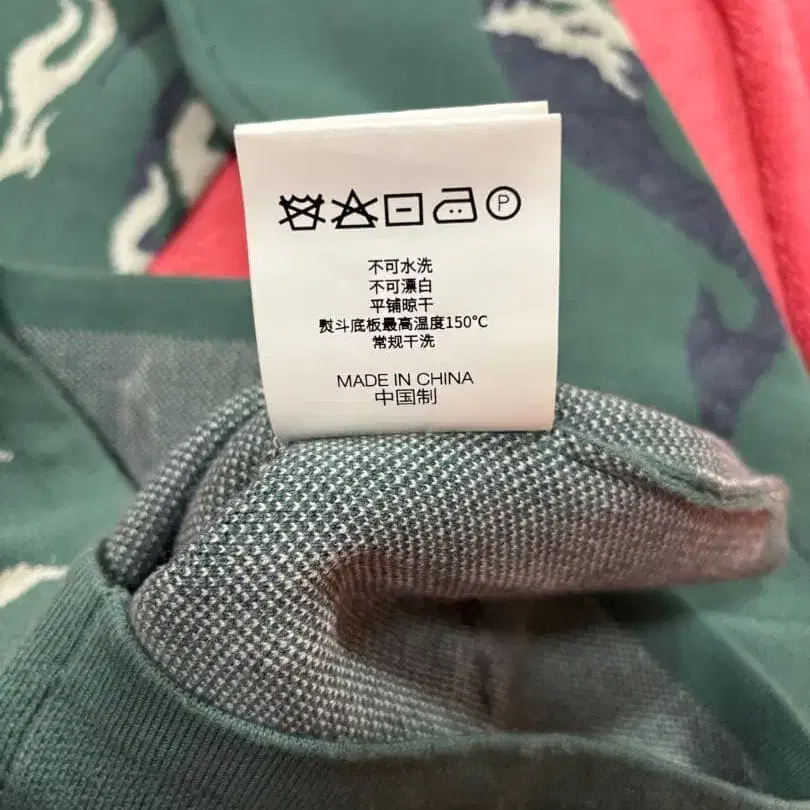 P
不可水洗
不可漂白
平铺晾干
熨斗底板最高温度150℃
常规干洗
MADE IN CHINA
中国制